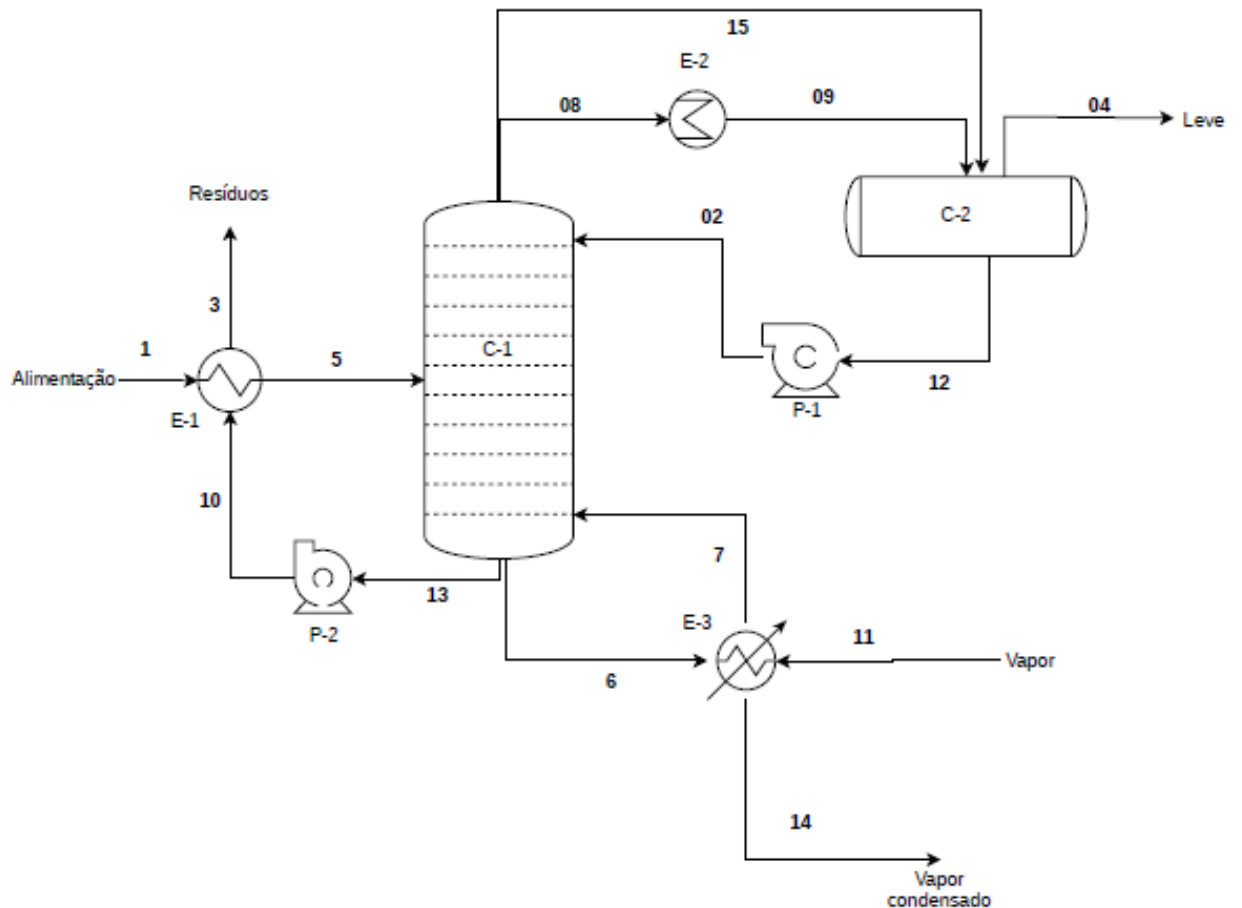 15
E-2
08
09
04
Leve
Resíduos
02
C-2
3
1
5
C-1
Alimentação
E-1
12
P-1
10
7
13
P-2
E-3
11
Vapor
6
14
Vapor
condensado